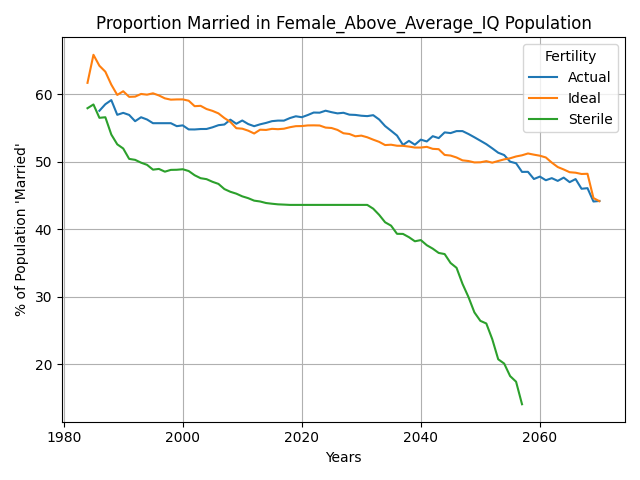 Proportion Married in Female_Above_Average_IQ Population
Fertility
Actual
Ideal
Sterile
% of Population 'Married'
60
50
40
30
20
1980
2000
2020
2040
2060
Years